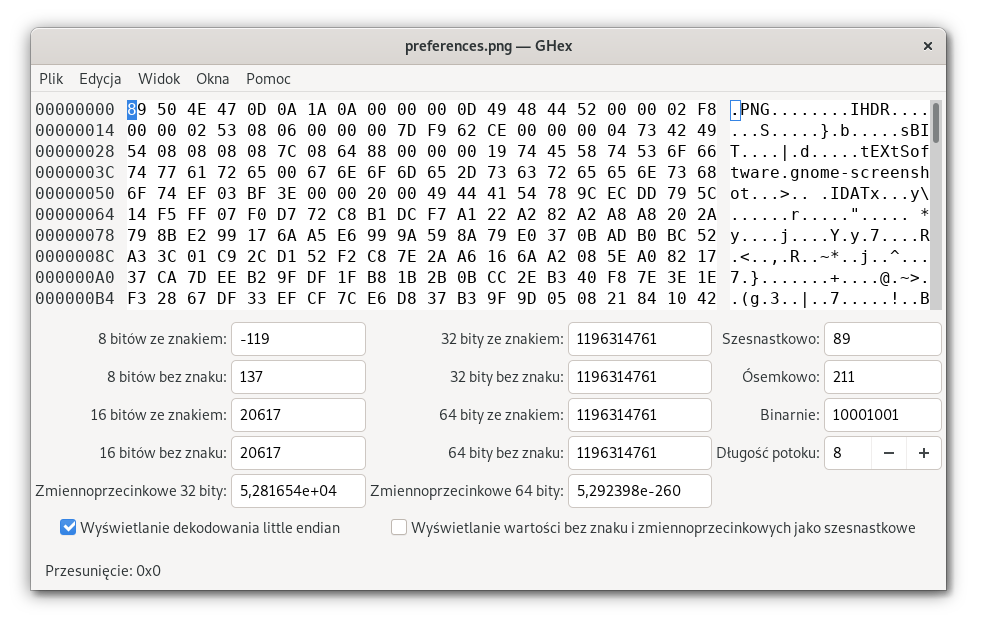 preferences.png — GHex
Plik Edycja Widok Okna Pomoc
00000000 89 50 4E 47 0D 0A 1A 0A 00 00 00 0D 49 48 44 52 00 00 02 F8 .PNG........IHDR....
00000014 00 00 02 53 08 06 00 00 00 7D F9 62 CE 00 00 00 04 73 42 49 ...S.....}.b.....sBI
00000028 54 08 08 08 08 7C 08 64 88 00 00 00 19 74 45 58 74 53 6F 66 T....|.d.....tEXtSof
0000003C 74 77 61 72 65 00 67 6E 6F 6D 65 2D 73 63 72 65 65 6E 73 68 tware.gnome-screensh
00000050 6F 74 EF 03 BF 3E 00 00 20 00 49 44 41 54 78 9C EC DD 79 5C ot...>.. .IDATx...y\
00000064 14 F5 FF 07 F0 D7 72 C8 B1 DC F7 A1 22 A2 82 A2 A8 A8 20 2A ......r....."..... *
00000078 79 8B E2 99 17 6A A5 E6 99 9A 59 8A 79 E0 37 0B AD B0 BC 52 y....j....Y.y.7....R
0000008C A3 3C 01 C9 2C D1 52 F2 C8 7E 2A A6 16 6A A2 08 5E A0 82 17 .<..,.R..~*..j..^...
000000A0 37 CA 7D EE B2 9F DF 1F B8 1B 2B 0B CC 2E B3 40 F8 7E 3E 1E 7.}.......+....@.~>.
000000B4 F3 28 67 DF 33 EF CF 7C E6 D8 37 B3 9F 9D 05 08 21 84 10 42 .(g.3..|..7.....!..B
8 bitów ze znakiem: -119 32 bity ze znakiem: 1196314761 Szesnastkowo: 89
8 bitów bez znaku: 137 32 bity bez znaku: 1196314761 Ósemkowo: 211
16 bitów ze znakiem: 20617 64 bity ze znakiem: 1196314761 Binarnie: 10001001
16 bitów bez znaku: 20617 64 bity bez znaku: 1196314761 Długość potoku: 8 − +
Zmiennoprzecinkowe 32 bity: 5,281654e+04 Zmiennoprzecinkowe 64 bity: 5,292398e-260
Wyświetlanie dekodowania little endian Wyświetlanie wartości bez znaku i zmiennoprzecinkowych jako szesnastkowe
Przesunięcie: 0x0